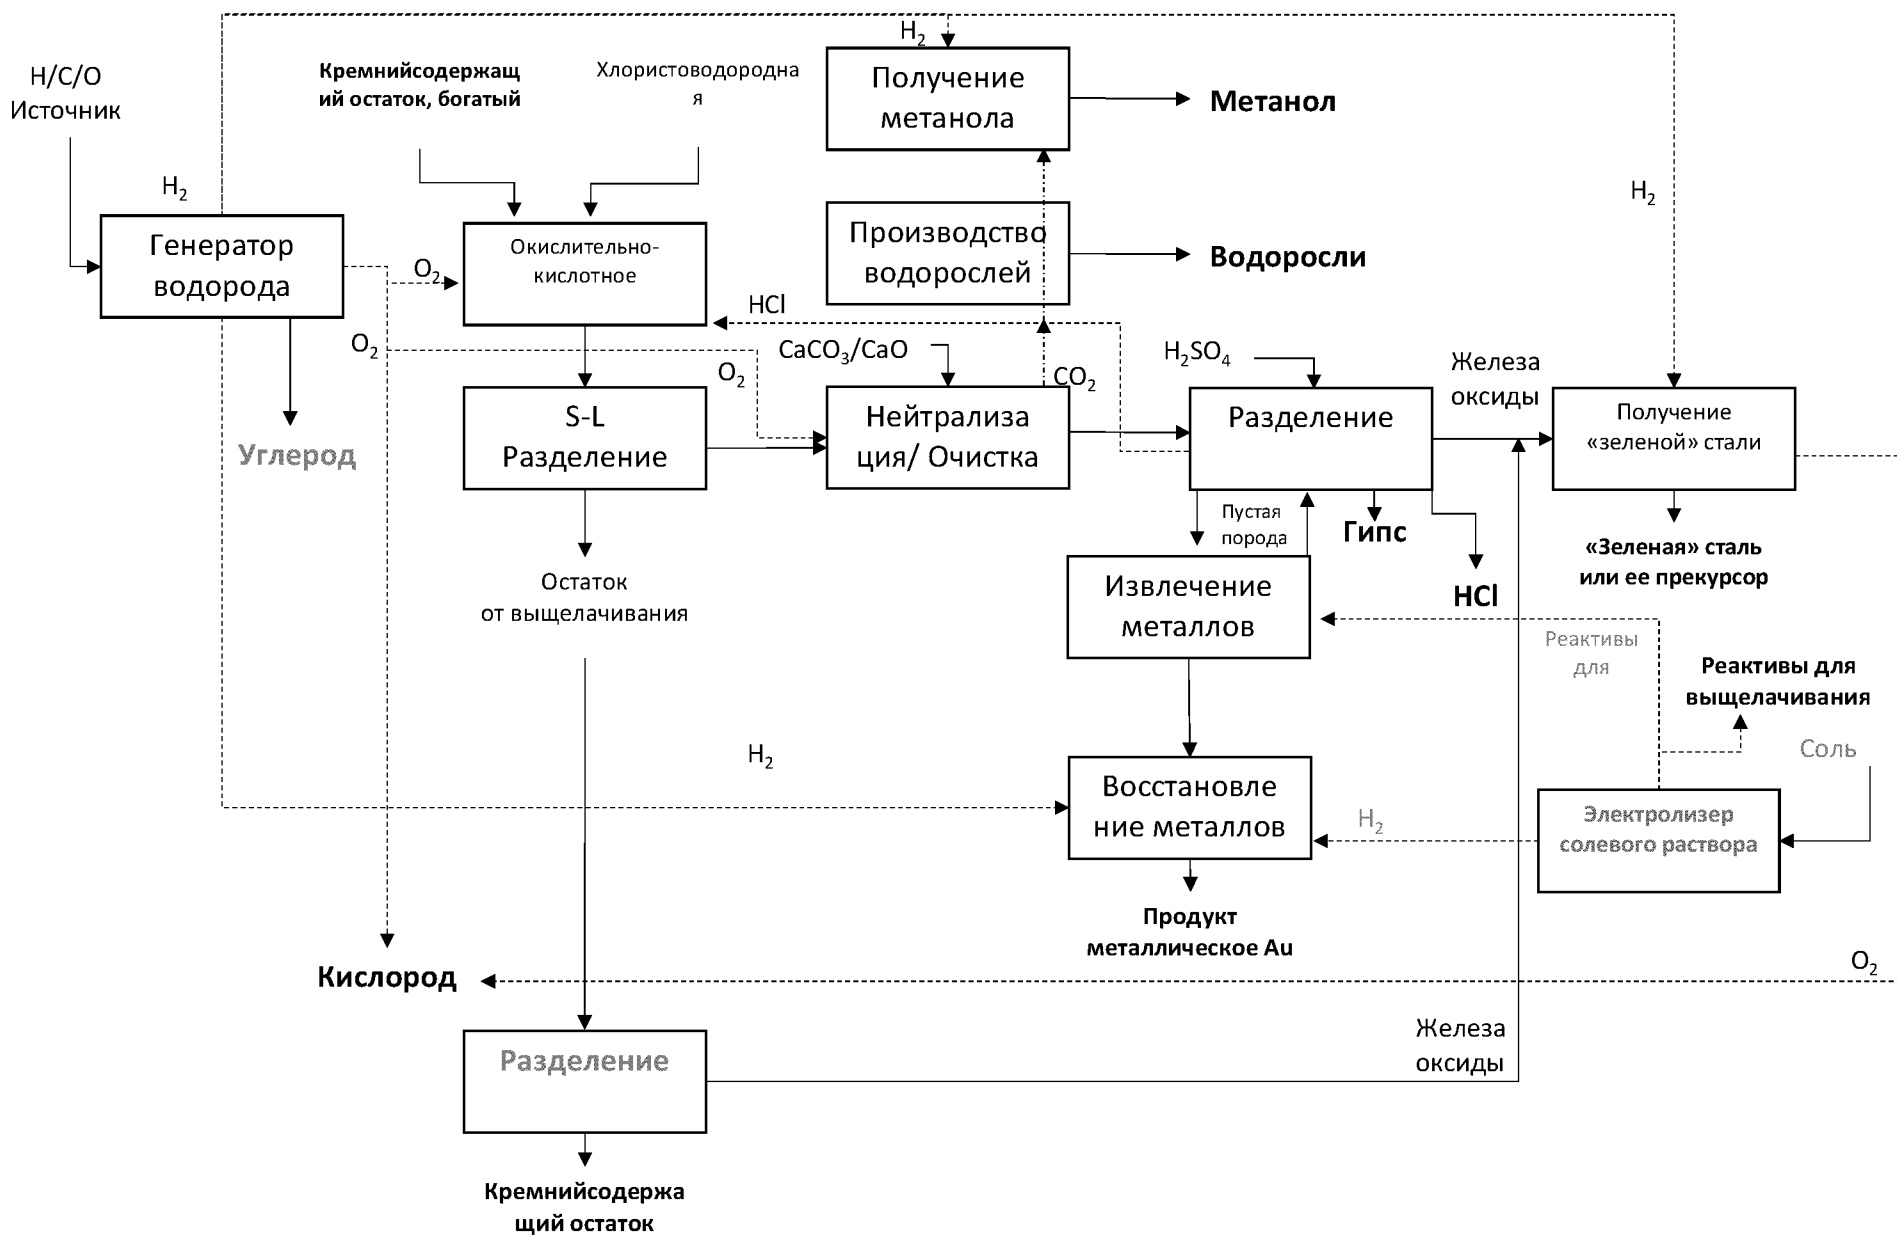 H₂
H/C/O
Источник
Кремнийсодержащ
ий остаток, богатый
Хлористоводородна
я
Получение
метанола
Метанол
H₂
H₂
Генератор
водорода
Окислительно-
кислотное
O₂
Производство
водорослей
Водоросли
HCl
O₂
O₂
CaCO₃/CaO
CO₂
H₂SO₄
Железа
оксиды
Углерод
S-L
Разделение
Нейтрализа
ция/ Очистка
Разделение
Получение
«зеленой» стали
Пустая
порода
Гипс
HCl
«Зеленая» сталь
или ее прекурсор
Остаток
от выщелачивания
Извлечение
металлов
Реактивы
для
Реактивы для
выщелачивания
Соль
H₂
Восстановле
ние металлов
H₂
Электролизер
солевого раствора
Продукт
металлическое Au
Кислород
O₂
Разделение
Железа
оксиды
Кремнийсодержа
щий остаток